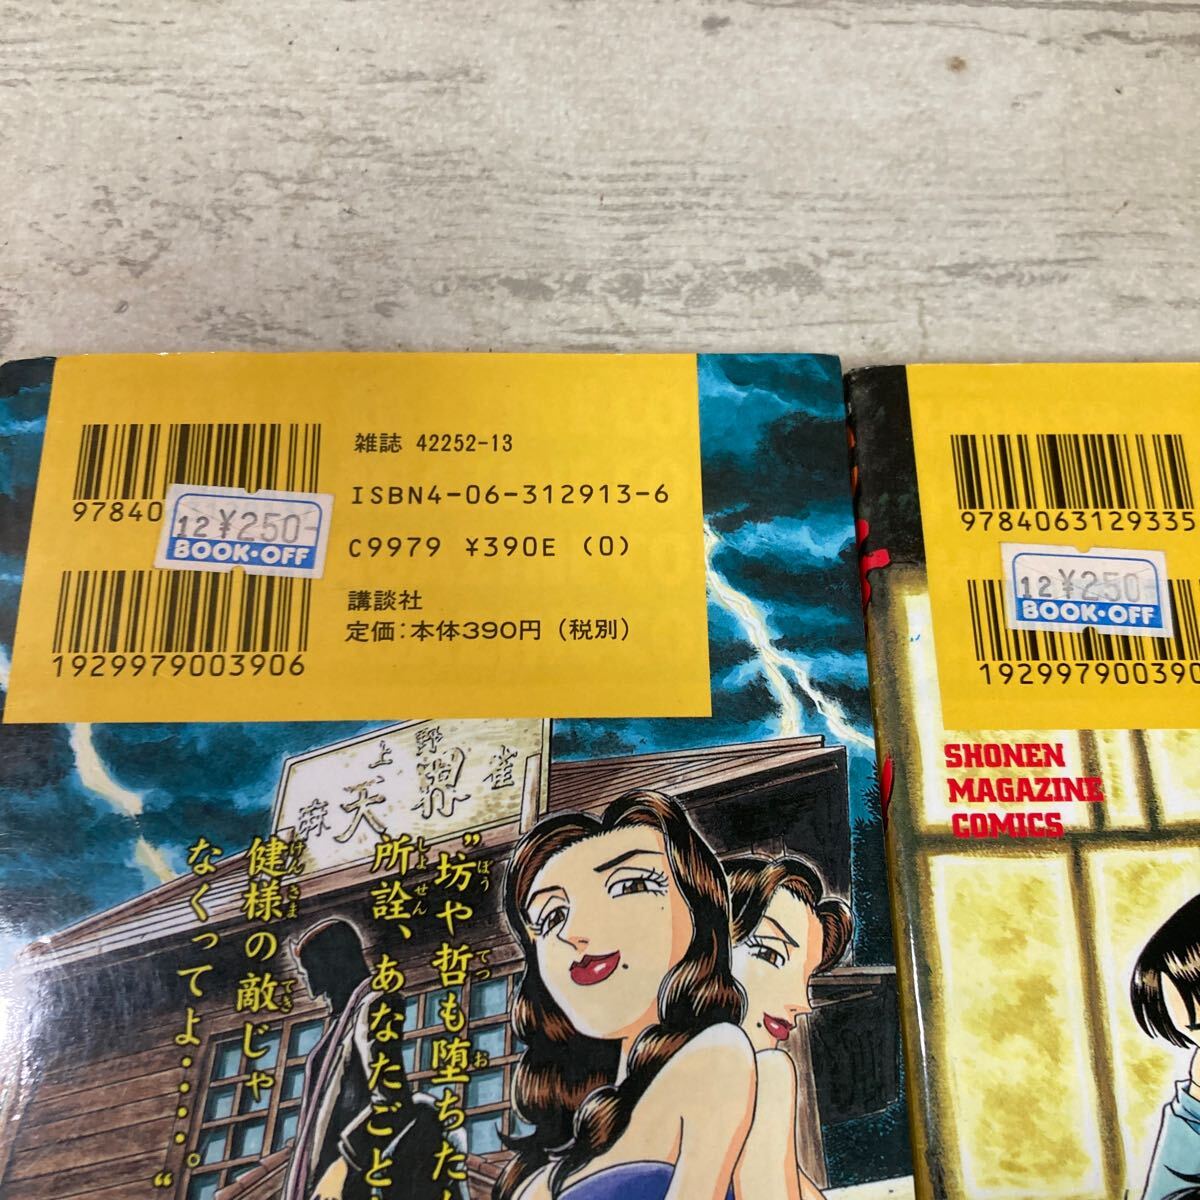 雑誌 42252-13
ISBN4-06-312913-6
C9979 ¥390E (0)
講談社
定価:本体390円(税別)
97840
12 ¥250-
BOOK・OFF
1929979003906
上野
麻 天 雀
”坊や哲も堕ちた
所詮、あなたごと
健様の敵じゃ
なくってよ・・・・。“
ぼう
てつ
お
しょせん
げんさま
てき
9784063129335
12 ¥250-
BOOK・OFF
192997900390
SHONEN
MAGAZINE
COMICS